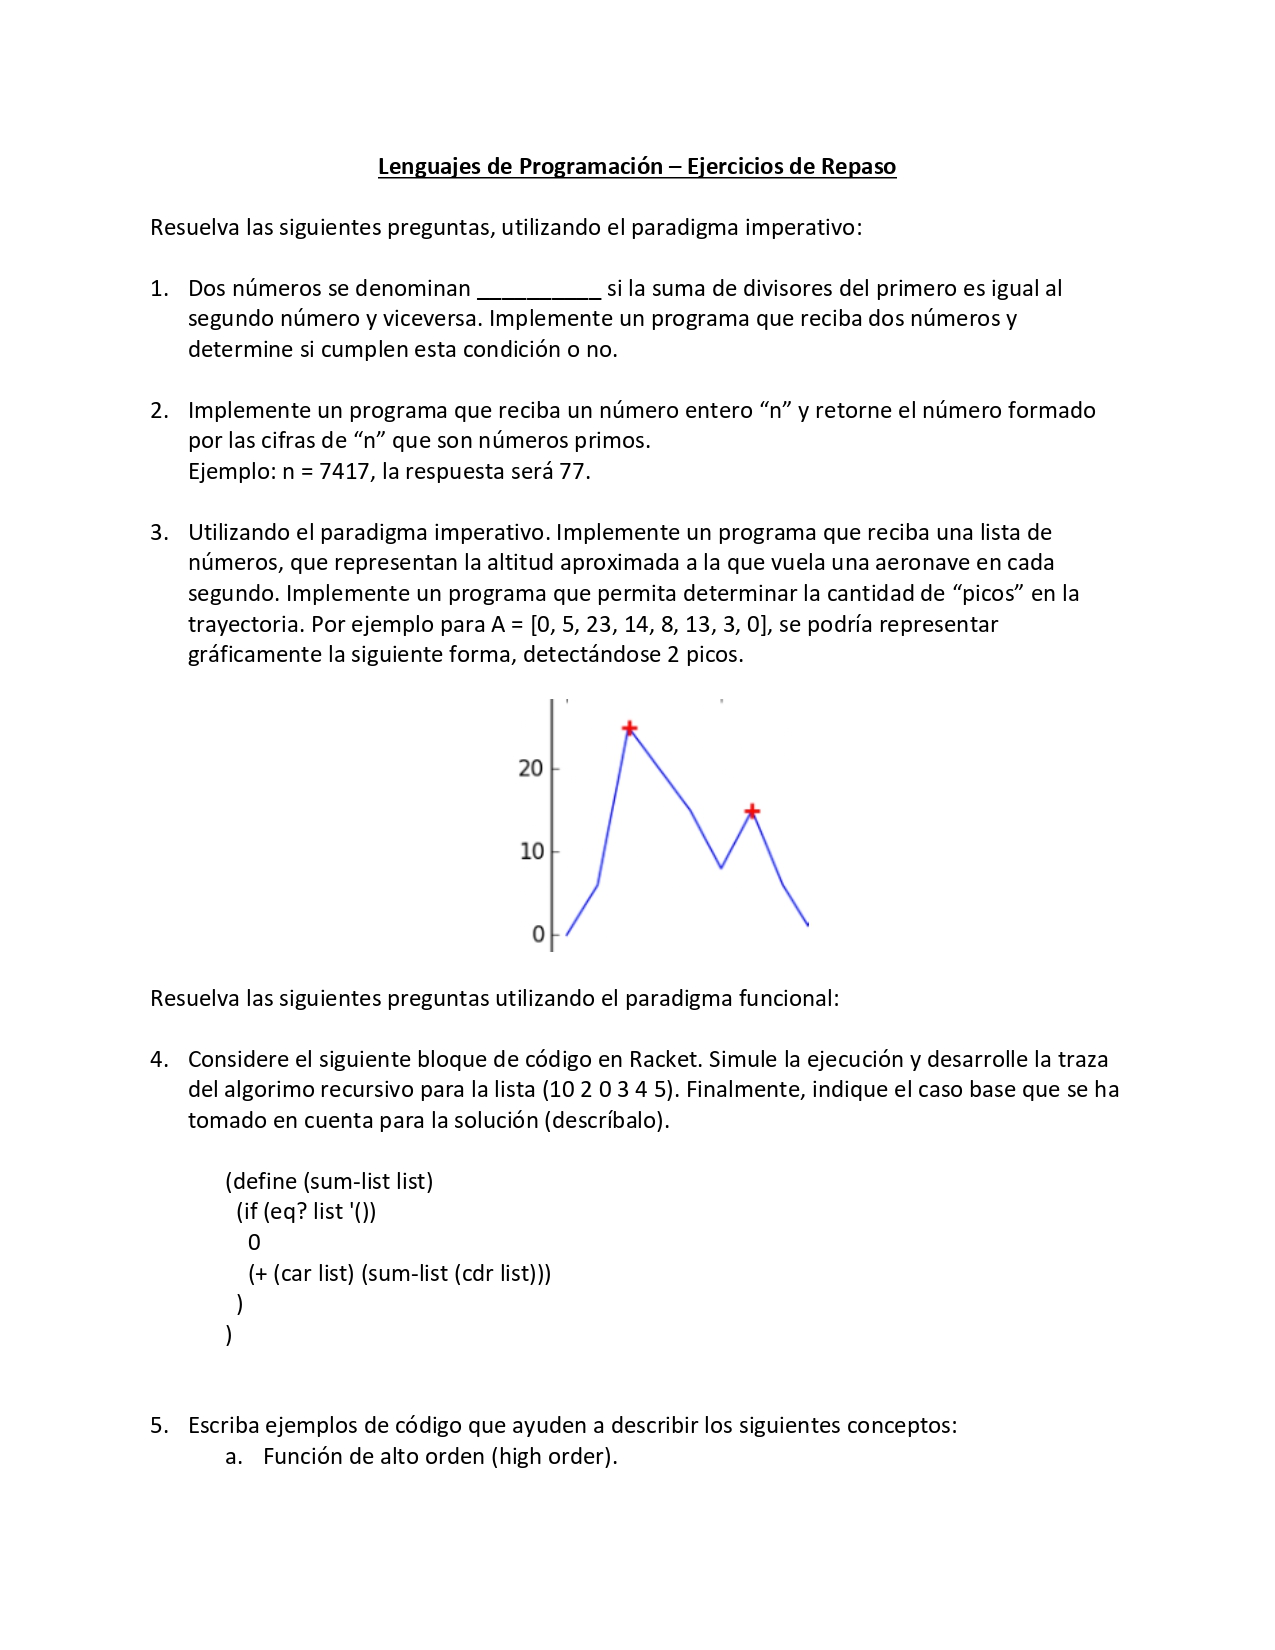 Lenguajes de Programación – Ejercicios de Repaso
Resuelva las siguientes preguntas, utilizando el paradigma imperativo:
1. Dos números se denominan __________ si la suma de divisores del primero es igual al
segundo número y viceversa. Implemente un programa que reciba dos números y
determine si cumplen esta condición o no.
2. Implemente un programa que reciba un número entero “n” y retorne el número formado
por las cifras de “n” que son números primos.
Ejemplo: n = 7417, la respuesta será 77.
3. Utilizando el paradigma imperativo. Implemente un programa que reciba una lista de
números, que representan la altitud aproximada a la que vuela una aeronave en cada
segundo. Implemente un programa que permita determinar la cantidad de “picos” en la
trayectoria. Por ejemplo para A = [0, 5, 23, 14, 8, 13, 3, 0], se podría representar
gráficamente la siguiente forma, detectándose 2 picos.
20
10
0
Resuelva las siguientes preguntas utilizando el paradigma funcional:
4. Considere el siguiente bloque de código en Racket. Simule la ejecución y desarrolle la traza
del algorimo recursivo para la lista (10 2 0 3 4 5). Finalmente, indique el caso base que se ha
tomado en cuenta para la solución (descríbalo).
(define (sum-list list)
(if (eq? list '())
0
(+ (car list) (sum-list (cdr list)))
)
)
5. Escriba ejemplos de código que ayuden a describir los siguientes conceptos:
a. Función de alto orden (high order).